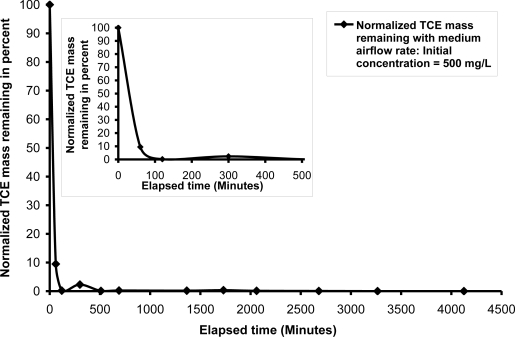 Normalized TCE mass remaining in percent
100
90
80
70
60
50
40
30
20
10
0
0 500 1000 1500 2000 2500 3000 3500 4000 4500
Elapsed time (Minutes)
Normalized TCE mass
remaining in percent
100
90
80
70
60
50
40
30
20
10
0
0 100 200 300 400 500
Elapsed time (Minutes)
Normalized TCE mass
remaining with medium
airflow rate: Initial
concentration = 500 mg/L